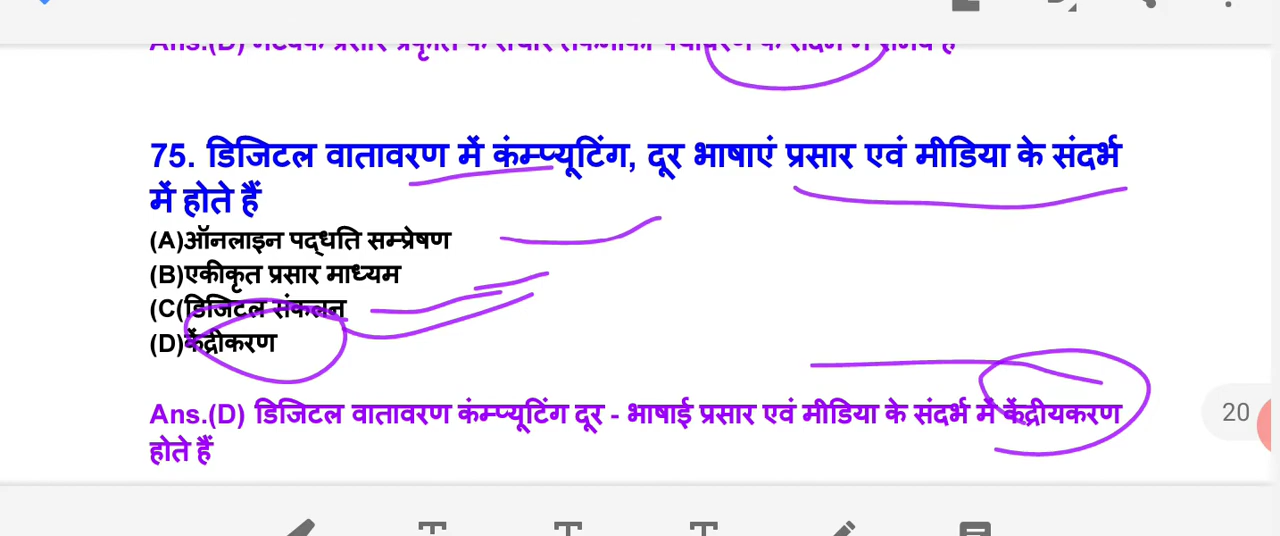 75. डिजिटल वातावरण में कंम्प्यूटिंग, दूर भाषाएं प्रसार एवं मीडिया के संदर्भ
में होते हैं
(A)ऑनलाइन पद्धति सम्प्रेषण
(B)एकीकृत प्रसार माध्यम
(C(डिजिटल संकलन
(D)केंद्रीकरण
Ans.(D) डिजिटल वातावरण कंम्प्यूटिंग दूर - भाषाई प्रसार एवं मीडिया के संदर्भ में केंद्रीयकरण
20
होते हैं